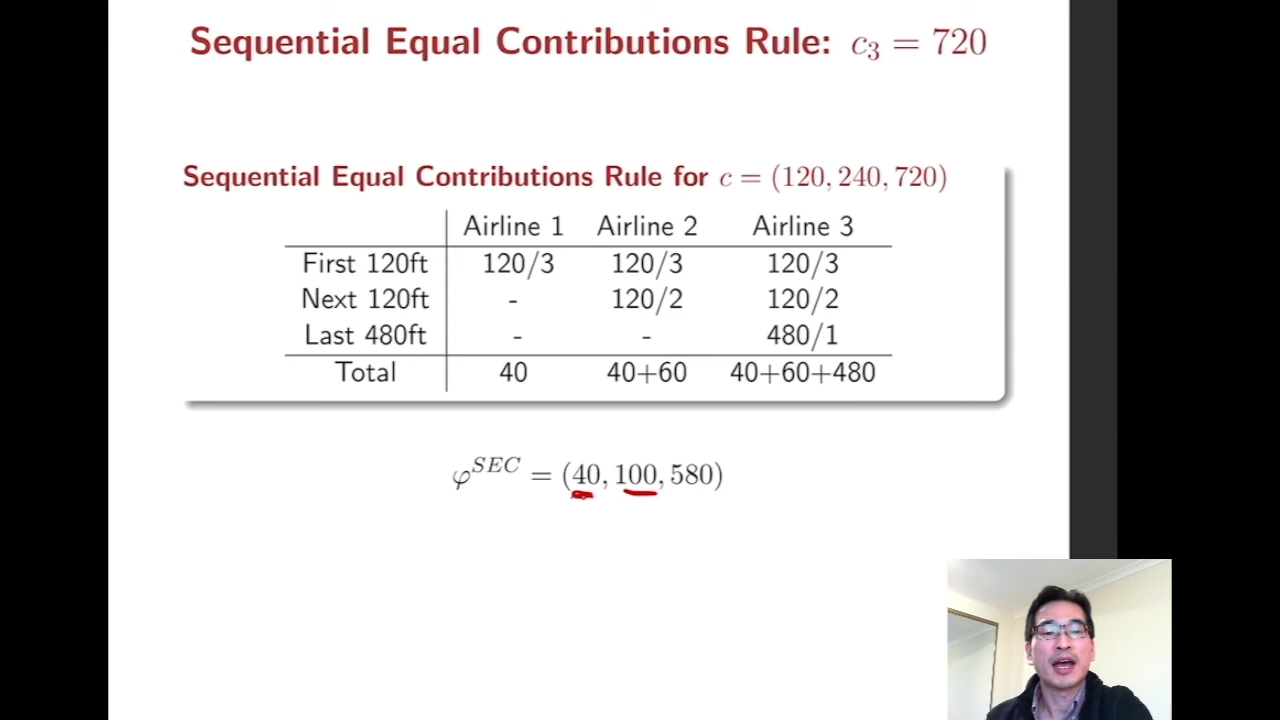 Sequential Equal Contributions Rule: c₃ = 720
Sequential Equal Contributions Rule for c = (120, 240, 720)
Airline 1 Airline 2 Airline 3
First 120ft 120/3 120/3 120/3
Next 120ft - 120/2 120/2
Last 480ft - - 480/1
Total 40 40+60 40+60+480
φ^SEC = (40, 100, 580)